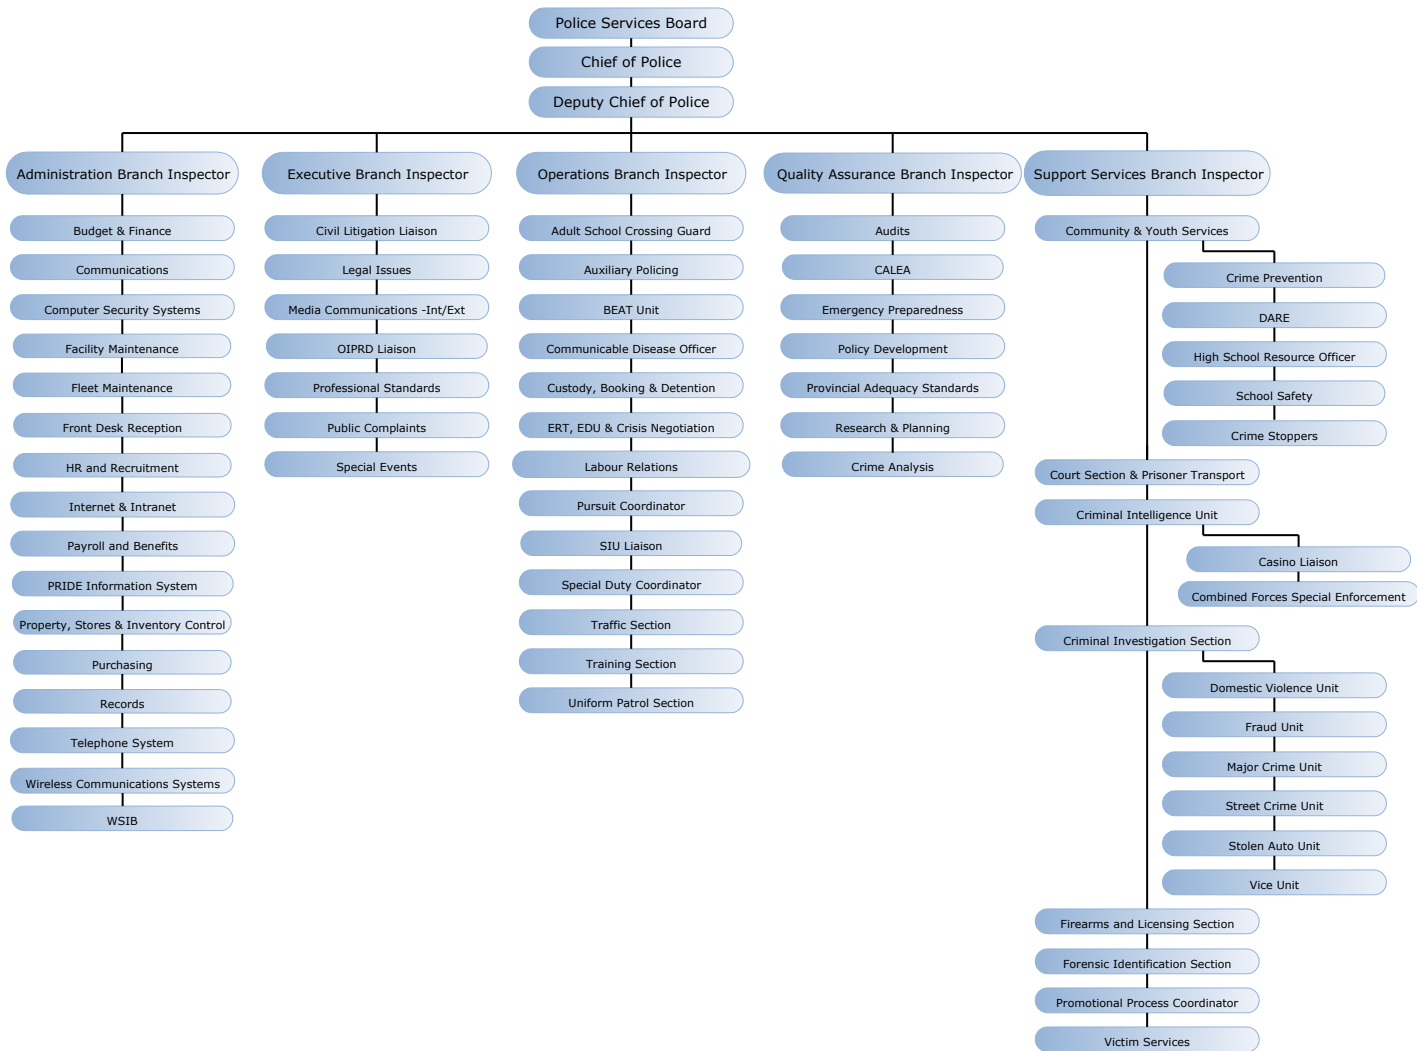 Police Services Board
Chief of Police
Deputy Chief of Police
Administration Branch Inspector
Budget & Finance
Communications
Computer Security Systems
Facility Maintenance
Fleet Maintenance
Front Desk Reception
HR and Recruitment
Internet & Intranet
Payroll and Benefits
PRIDE Information System
Property, Stores & Inventory Control
Purchasing
Records
Telephone System
Wireless Communications Systems
WSIB
Executive Branch Inspector
Civil Litigation Liaison
Legal Issues
Media Communications -Int/Ext
OIPRD Liaison
Professional Standards
Public Complaints
Special Events
Operations Branch Inspector
Adult School Crossing Guard
Auxiliary Policing
BEAT Unit
Communicable Disease Officer
Custody, Booking & Detention
ERT, EDU & Crisis Negotiation
Labour Relations
Pursuit Coordinator
SIU Liaison
Special Duty Coordinator
Traffic Section
Training Section
Uniform Patrol Section
Quality Assurance Branch Inspector
Audits
CALEA
Emergency Preparedness
Policy Development
Provincial Adequacy Standards
Research & Planning
Crime Analysis
Support Services Branch Inspector
Community & Youth Services
Crime Prevention
DARE
High School Resource Officer
School Safety
Crime Stoppers
Court Section & Prisoner Transport
Criminal Intelligence Unit
Casino Liaison
Combined Forces Special Enforcement
Criminal Investigation Section
Domestic Violence Unit
Fraud Unit
Major Crime Unit
Street Crime Unit
Stolen Auto Unit
Vice Unit
Firearms and Licensing Section
Forensic Identification Section
Promotional Process Coordinator
Victim Services